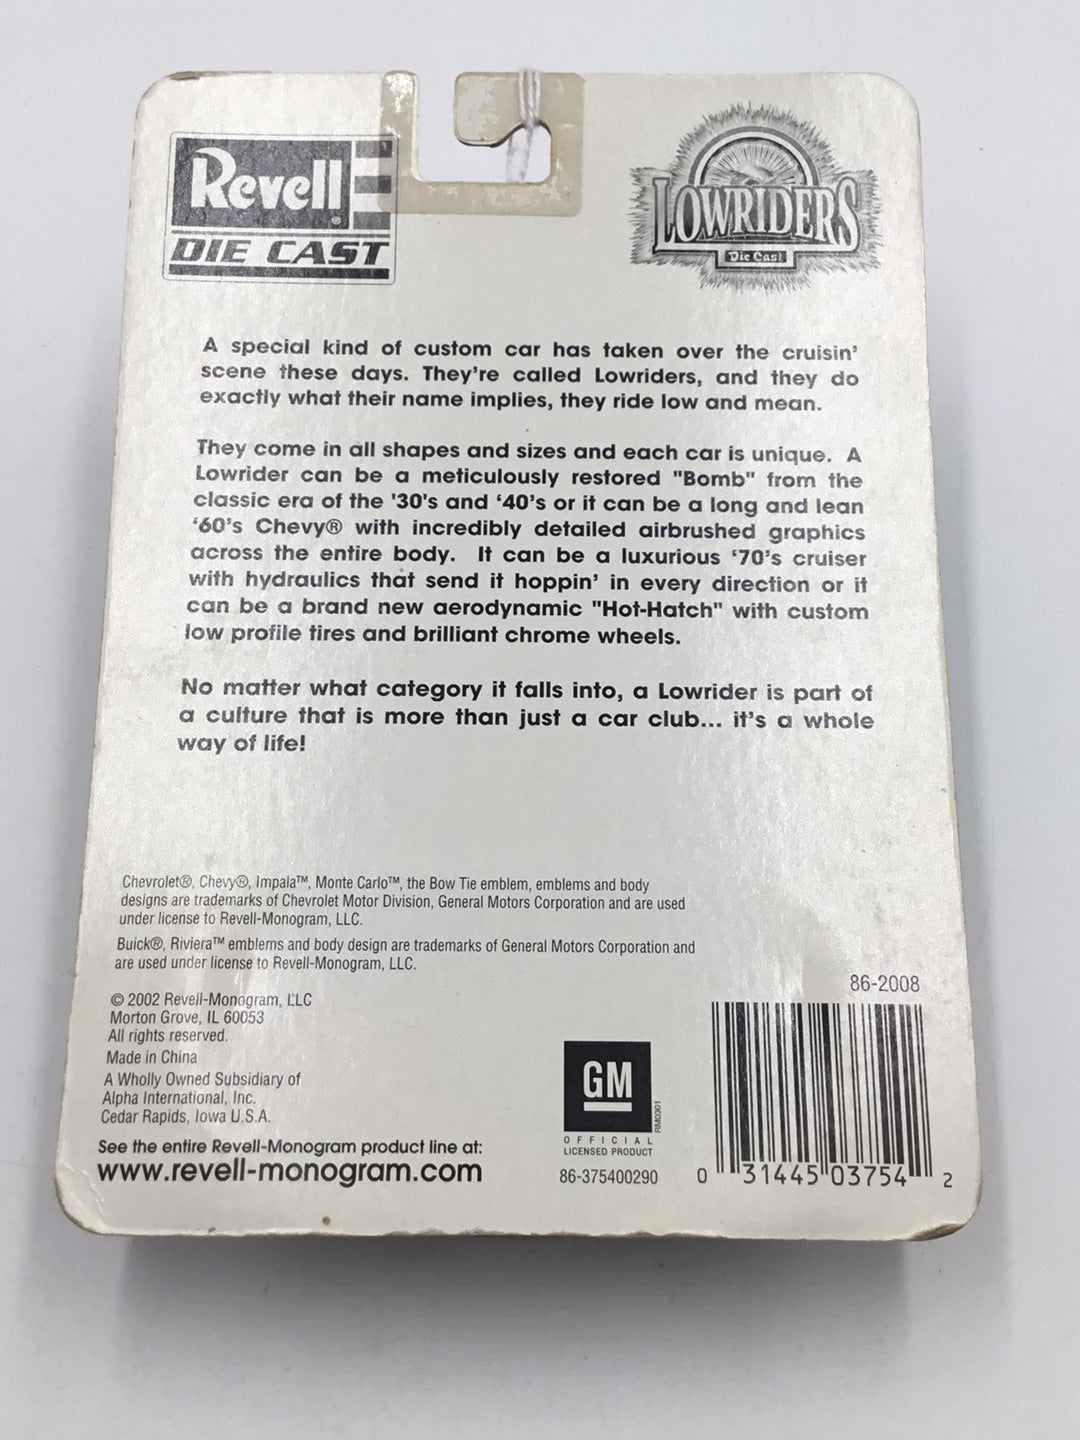 Revell®
DIE CAST
LOWRIDERS
Die Cast
A special kind of custom car has taken over the cruisin'
scene these days. They're called Lowriders, and they do
exactly what their name implies, they ride low and mean.
They come in all shapes and sizes and each car is unique. A
Lowrider can be a meticulously restored "Bomb" from the
classic era of the '30's and ‘40's or it can be a long and lean
‘60's Chevy® with incredibly detailed airbrushed graphics
across the entire body. It can be a luxurious ‘70's cruiser
with hydraulics that send it hoppin' in every direction or it
can be a brand new aerodynamic "Hot-Hatch" with custom
low profile tires and brilliant chrome wheels.
No matter what category it falls into, a Lowrider is part of
a culture that is more than just a car club... it's a whole
way of life!
Chevrolet®, Chevy®, Impala™, Monte Carlo™, the Bow Tie emblem, emblems and body
designs are trademarks of Chevrolet Motor Division, General Motors Corporation and are used
under license to Revell-Monogram, LLC.
Buick®, Riviera™ emblems and body design are trademarks of General Motors Corporation and
are used under license to Revell-Monogram, LLC.
© 2002 Revell-Monogram, LLC
Morton Grove, IL 60053
All rights reserved.
Made in China
A Wholly Owned Subsidiary of
Alpha International, Inc.
Cedar Rapids, Iowa U.S.A.
See the entire Revell-Monogram product line at:
www.revell-monogram.com
GM
RM0301
OFFICIAL
LICENSED PRODUCT
86-375400290
86-2008
0 31445 03754 2